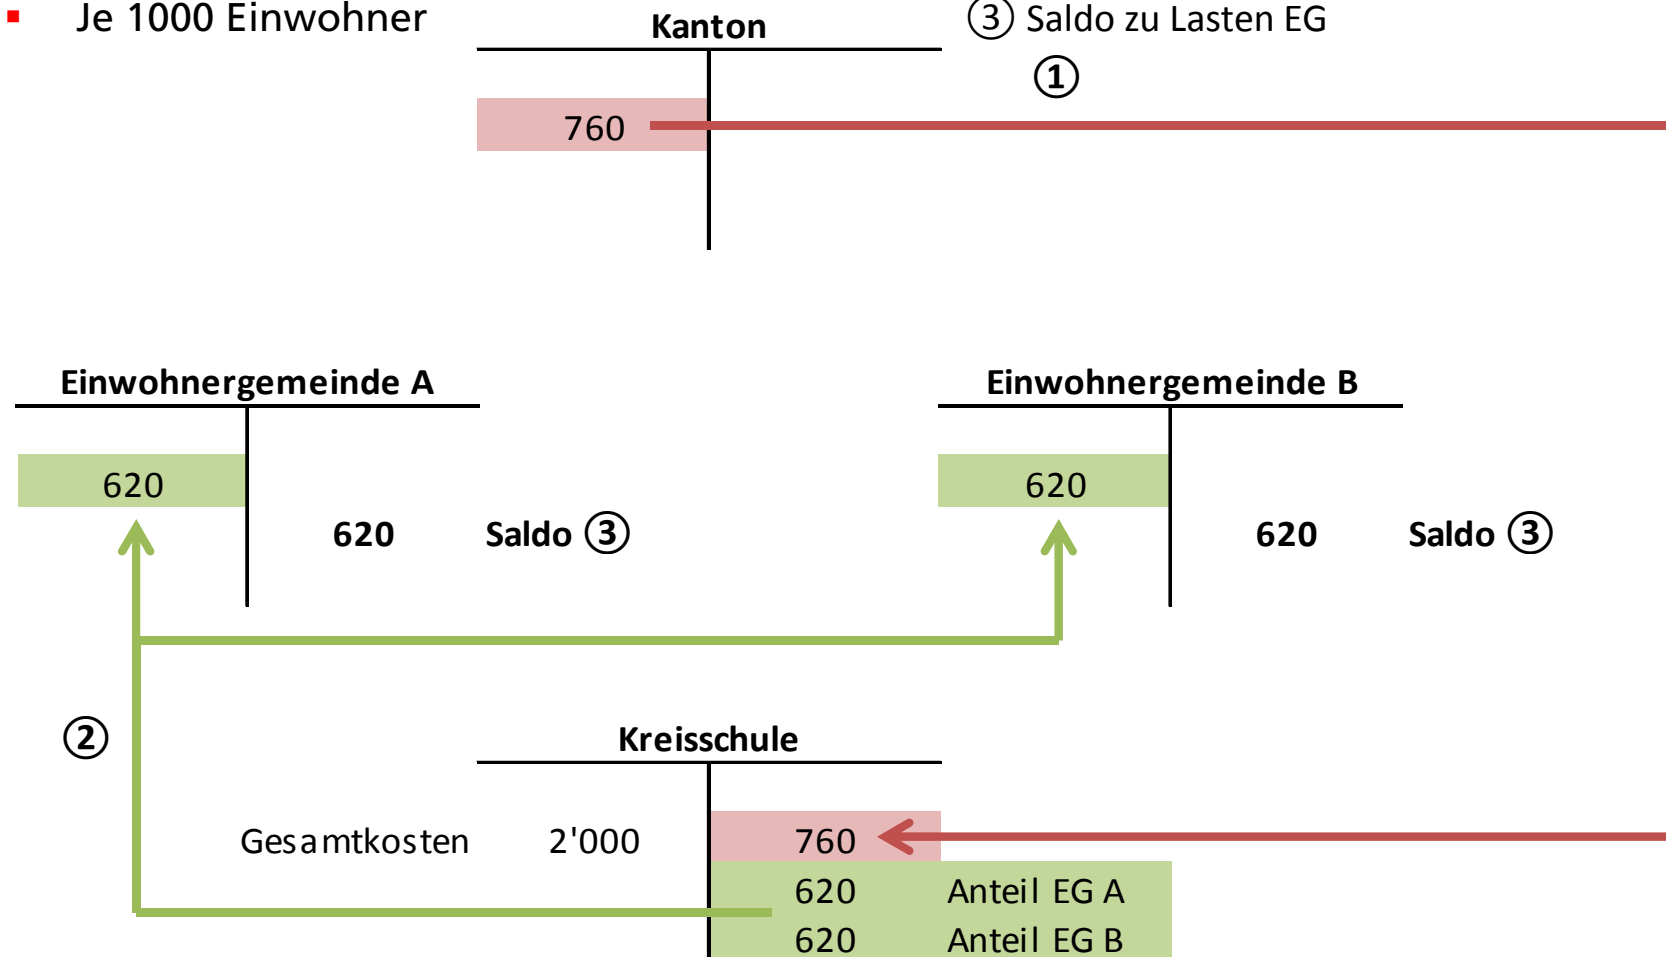 ▪ Je 1000 Einwohner
Kanton
③ Saldo zu Lasten EG
①
760
Einwohnergemeinde A
Einwohnergemeinde B
620
620
620 Saldo ③
620 Saldo ③
②
Kreisschule
Gesamtkosten 2'000 760
620 Anteil EG A
620 Anteil EG B